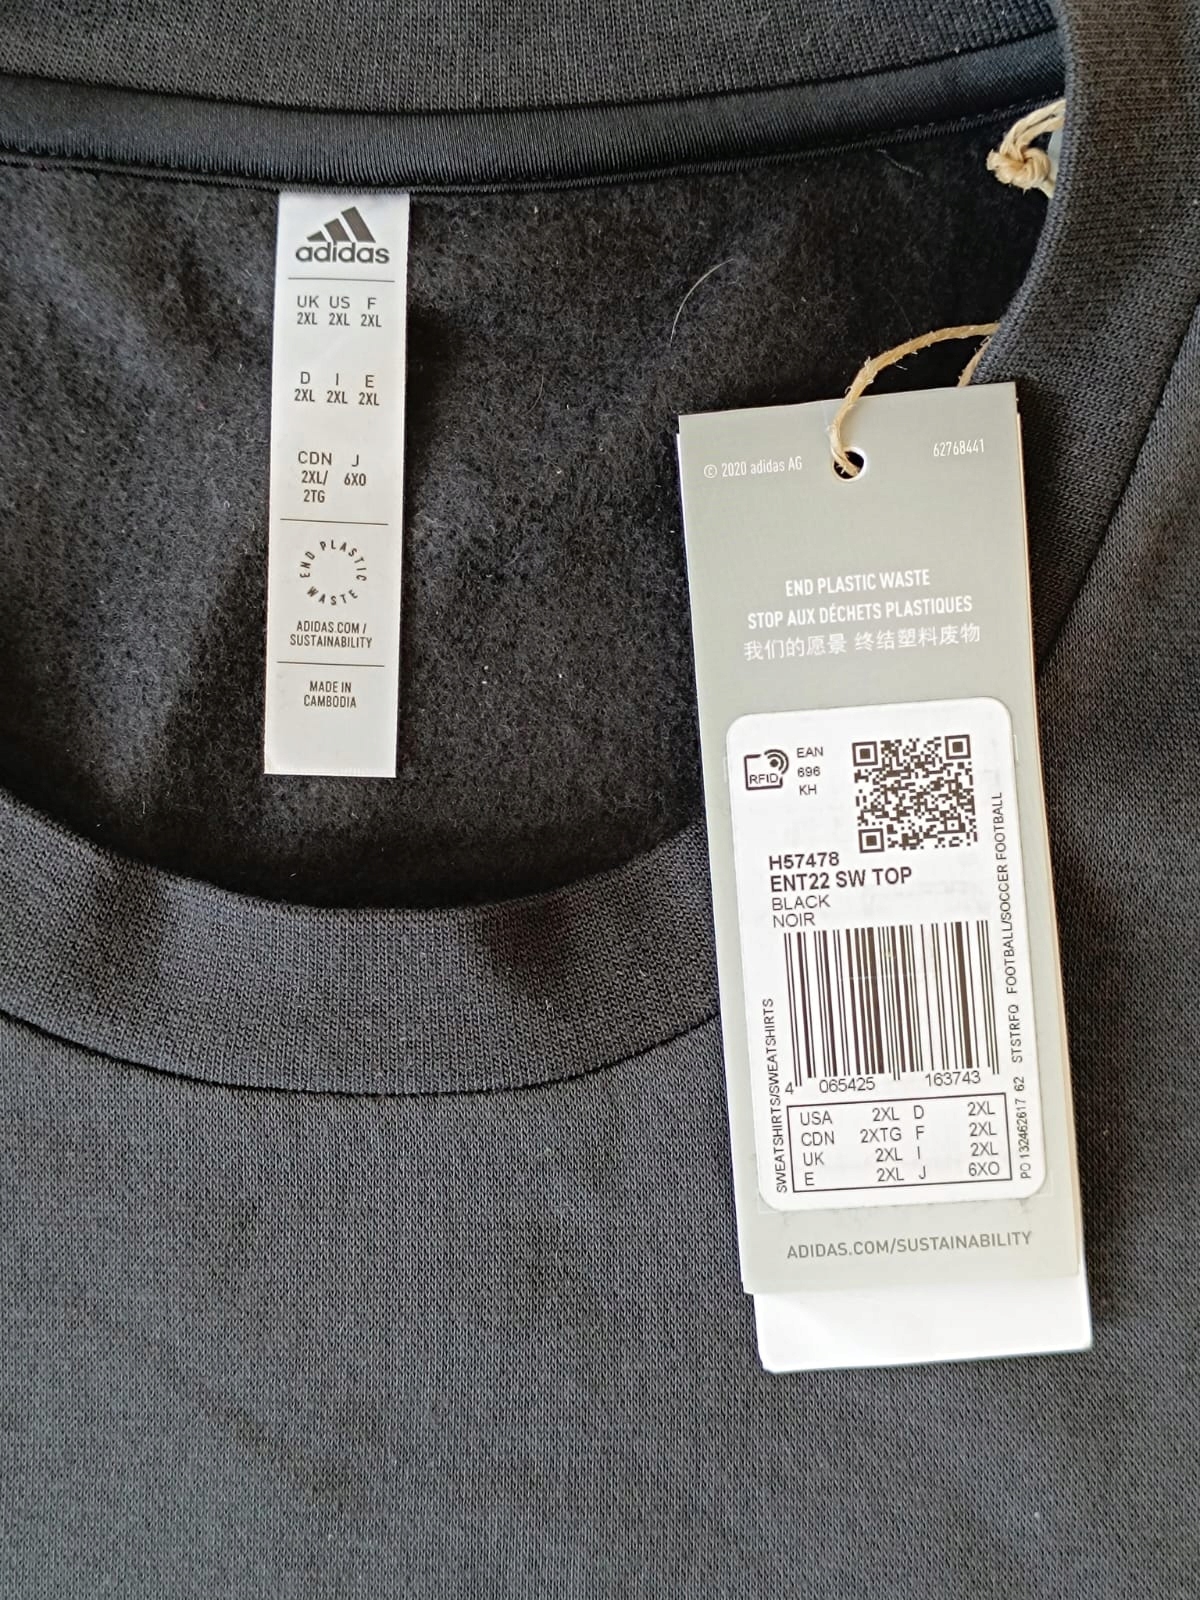 adidas
UK US F
2XL 2XL 2XL
D I E
2XL 2XL 2XL
CDN J
2XL/ 6XO
2TG
END PLASTIC WASTE
ADIDAS.COM/
SUSTAINABILITY
MADE IN
CAMBODIA
© 2020 adidas AG
62768441
END PLASTIC WASTE
STOP AUX DÉCHETS PLASTIQUES
我们的愿景 终结塑料废物
RFID
EAN
696
KH
H57478
ENT22 SW TOP
BLACK
NOIR
4 065425 163743
SWEATSHIRTS/SWEATSHIRTS
PO 132462617 62 STSTRFQ FOOTBALL/SOCCER FOOTBALL
USA 2XL D 2XL
CDN 2XTG F 2XL
UK 2XL I 2XL
E 2XL J 6XO
ADIDAS.COM/SUSTAINABILITY